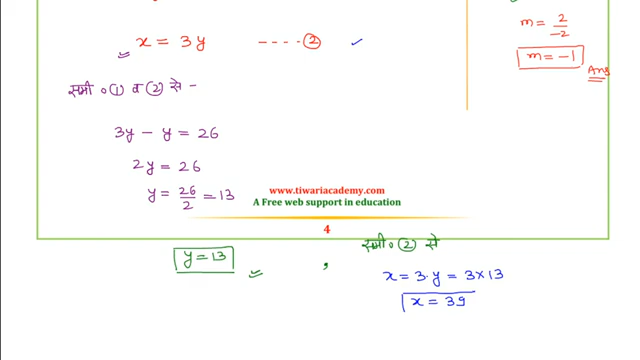 x = 3y ---- ②
समी० ① व ② से -
3y - y = 26
2y = 26
y = 26/2 = 13
m = 2/-2
m = -1
Ans
www.tiwariacademy.com
A Free web support in education
4
y = 13 ,
समी० ② से
x = 3·y = 3×13
x = 39